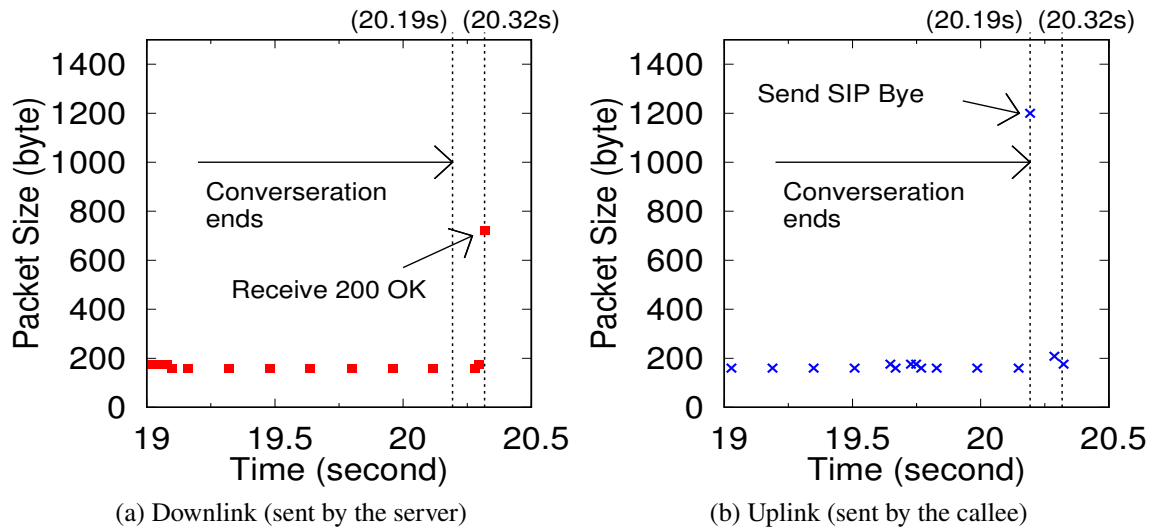 (20.19s) (20.32s)
1400
1200
1000
800
600
400
200
0
Packet Size (byte)
Converseration
ends
Receive 200 OK
19 19.5 20 20.5
Time (second)
(a) Downlink (sent by the server)
(20.19s) (20.32s)
1400
1200
1000
800
600
400
200
0
Packet Size (byte)
Send SIP Bye
Converseration
ends
19 19.5 20 20.5
Time (second)
(b) Uplink (sent by the callee)